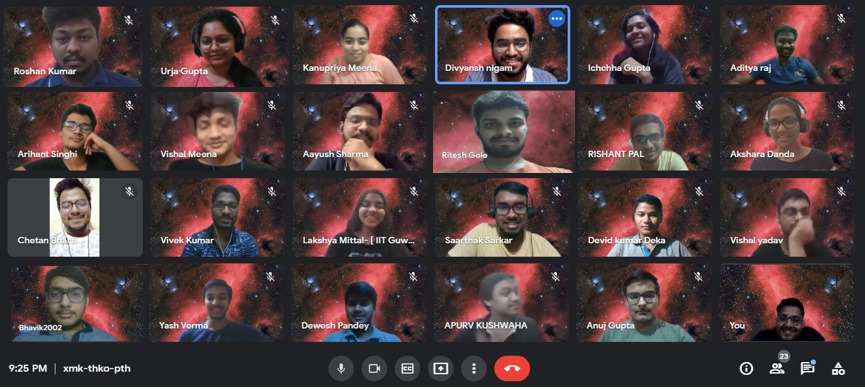 Roshan Kumar
Urja Gupta
Kanupriya Meena
Divyansh nigam
Ichchha Gupta
Aditya raj
Arihant Singhi
Vishal Meena
Aayush Sharma
Ritesh Gole
RISHANT PAL
Akshara Danda
Chetan
Vivek Kumar
Lakshya Mittal-[ IIT Guw...
Saarthak Sarkar
Devid kumar Deka
Vishal yadav
Bhavik2002
Yash Verma
Dewesh Pandey
APURV KUSHWAHA
Anuj Gupta
You
9:25 PM | xmk-thko-pth
CC
23